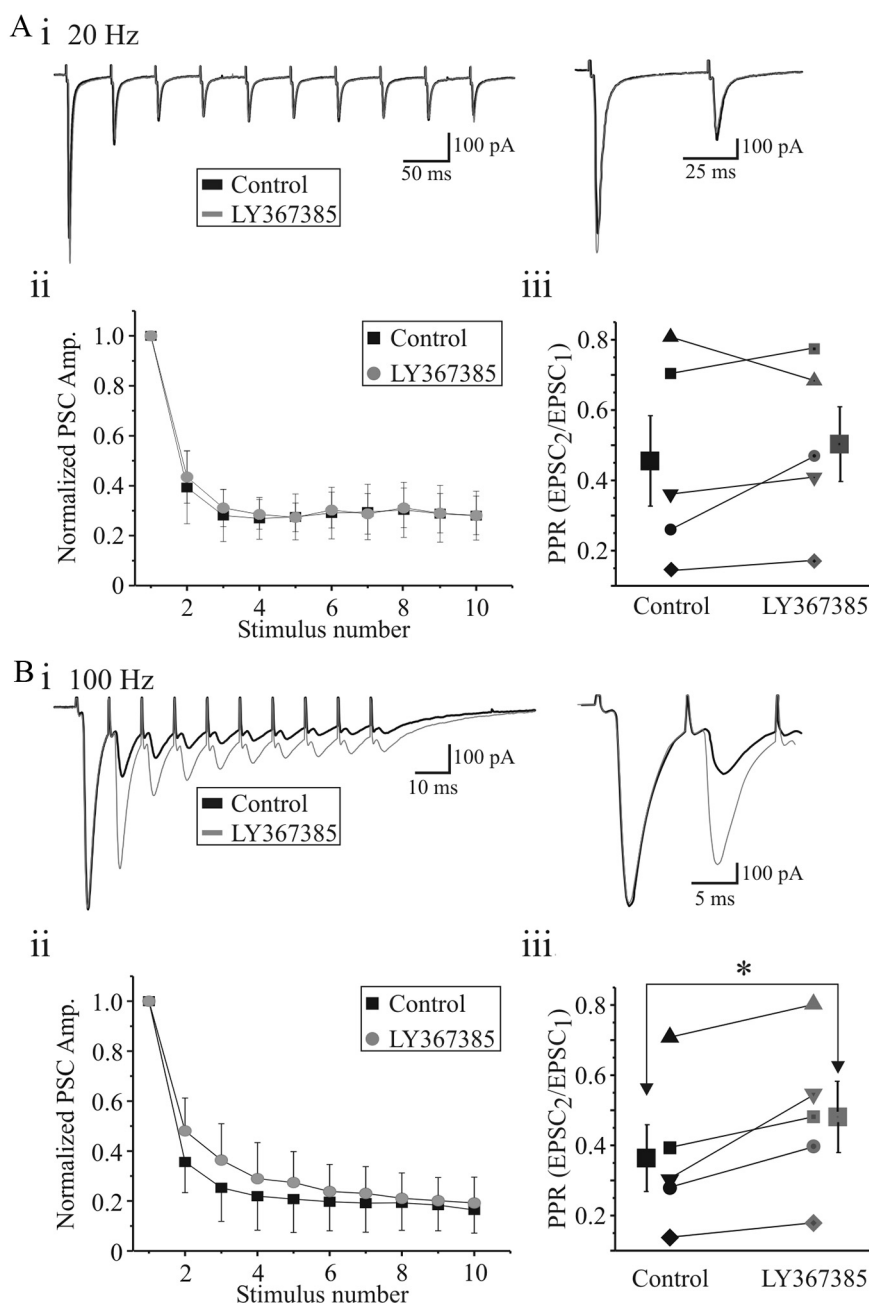 A i 20 Hz
100 pA
50 ms
100 pA
25 ms
Control
LY367385
ii
Normalized PSC Amp.
1.0
0.8
0.6
0.4
0.2
0
2 4 6 8 10
Stimulus number
Control
LY367385
iii
PPR (EPSC2/EPSC1)
0.8
0.6
0.4
0.2
Control LY367385
B i 100 Hz
100 pA
10 ms
100 pA
5 ms
Control
LY367385
ii
Normalized PSC Amp.
1.0
0.8
0.6
0.4
0.2
0
2 4 6 8 10
Stimulus number
Control
LY367385
iii
*
PPR (EPSC2/EPSC1)
0.8
0.6
0.4
0.2
Control LY367385